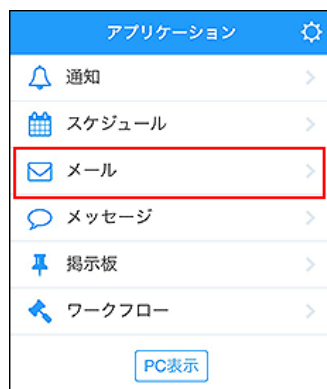 アプリケーション
通知
スケジュール
メール
メッセージ
掲示板
ワークフロー
PC表示